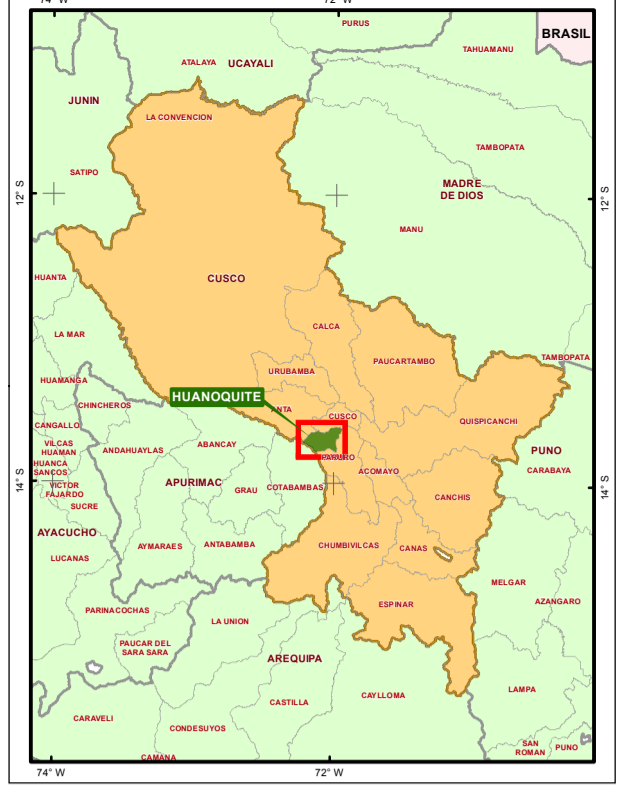 74° W
72° W
PURUS
BRASIL
TAHUAMANU
ATALAYA
UCAYALI
JUNIN
LA CONVENCION
TAMBOPATA
SATIPO
MADRE
DE DIOS
12° S
12° S
MANU
HUANTA
CUSCO
CALCA
LA MAR
PAUCARTAMBO
TAMBOPATA
URUBAMBA
HUAMANGA
HUANOQUITE
CHINCHEROS
CUSCO
QUISPICANCHI
CANGALLO
ABANCAY
VILCAS
HUAMAN
ANDAHUAYLAS
PUNO
PARURO
HUANCA
SANCOS
ACOMAYO
CARABAYA
APURIMAC
COTABAMBAS
14° S
14° S
VICTOR
FAJARDO
GRAU
CANCHIS
SUCRE
AYACUCHO
AYMARAES
ANTABAMBA
CHUMBIVILCAS
CANAS
LUCANAS
MELGAR
ESPINAR
AZANGARO
PARINACOCHAS
LA UNION
PAUCAR DEL
SARA SARA
AREQUIPA
LAMPA
CAYLLOMA
CASTILLA
CARAVELI
CONDESUYOS
SAN
ROMAN
PUNO
CAMANA
74° W
72° W